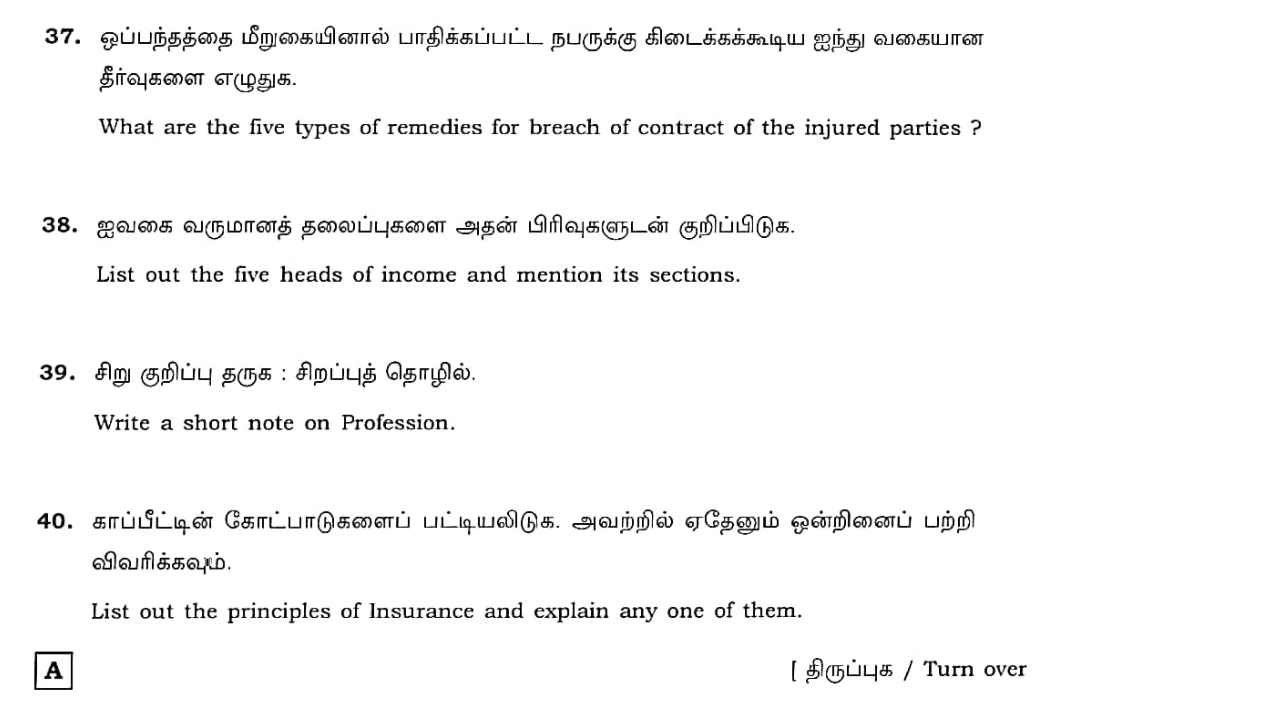 37. ஒப்பந்தத்தை மீறுகையினால் பாதிக்கப்பட்ட நபருக்கு கிடைக்கக்கூடிய ஐந்து வகையான
தீர்வுகளை எழுதுக.
What are the five types of remedies for breach of contract of the injured parties ?
38. ஐவகை வருமானத் தலைப்புகளை அதன் பிரிவுகளுடன் குறிப்பிடுக.
List out the five heads of income and mention its sections.
39. சிறு குறிப்பு தருக : சிறப்புத் தொழில்.
Write a short note on Profession.
40. காப்பீட்டின் கோட்பாடுகளைப் பட்டியலிடுக. அவற்றில் ஏதேனும் ஒன்றினைப் பற்றி
விவரிக்கவும்.
List out the principles of Insurance and explain any one of them.
A [ திருப்புக / Turn over